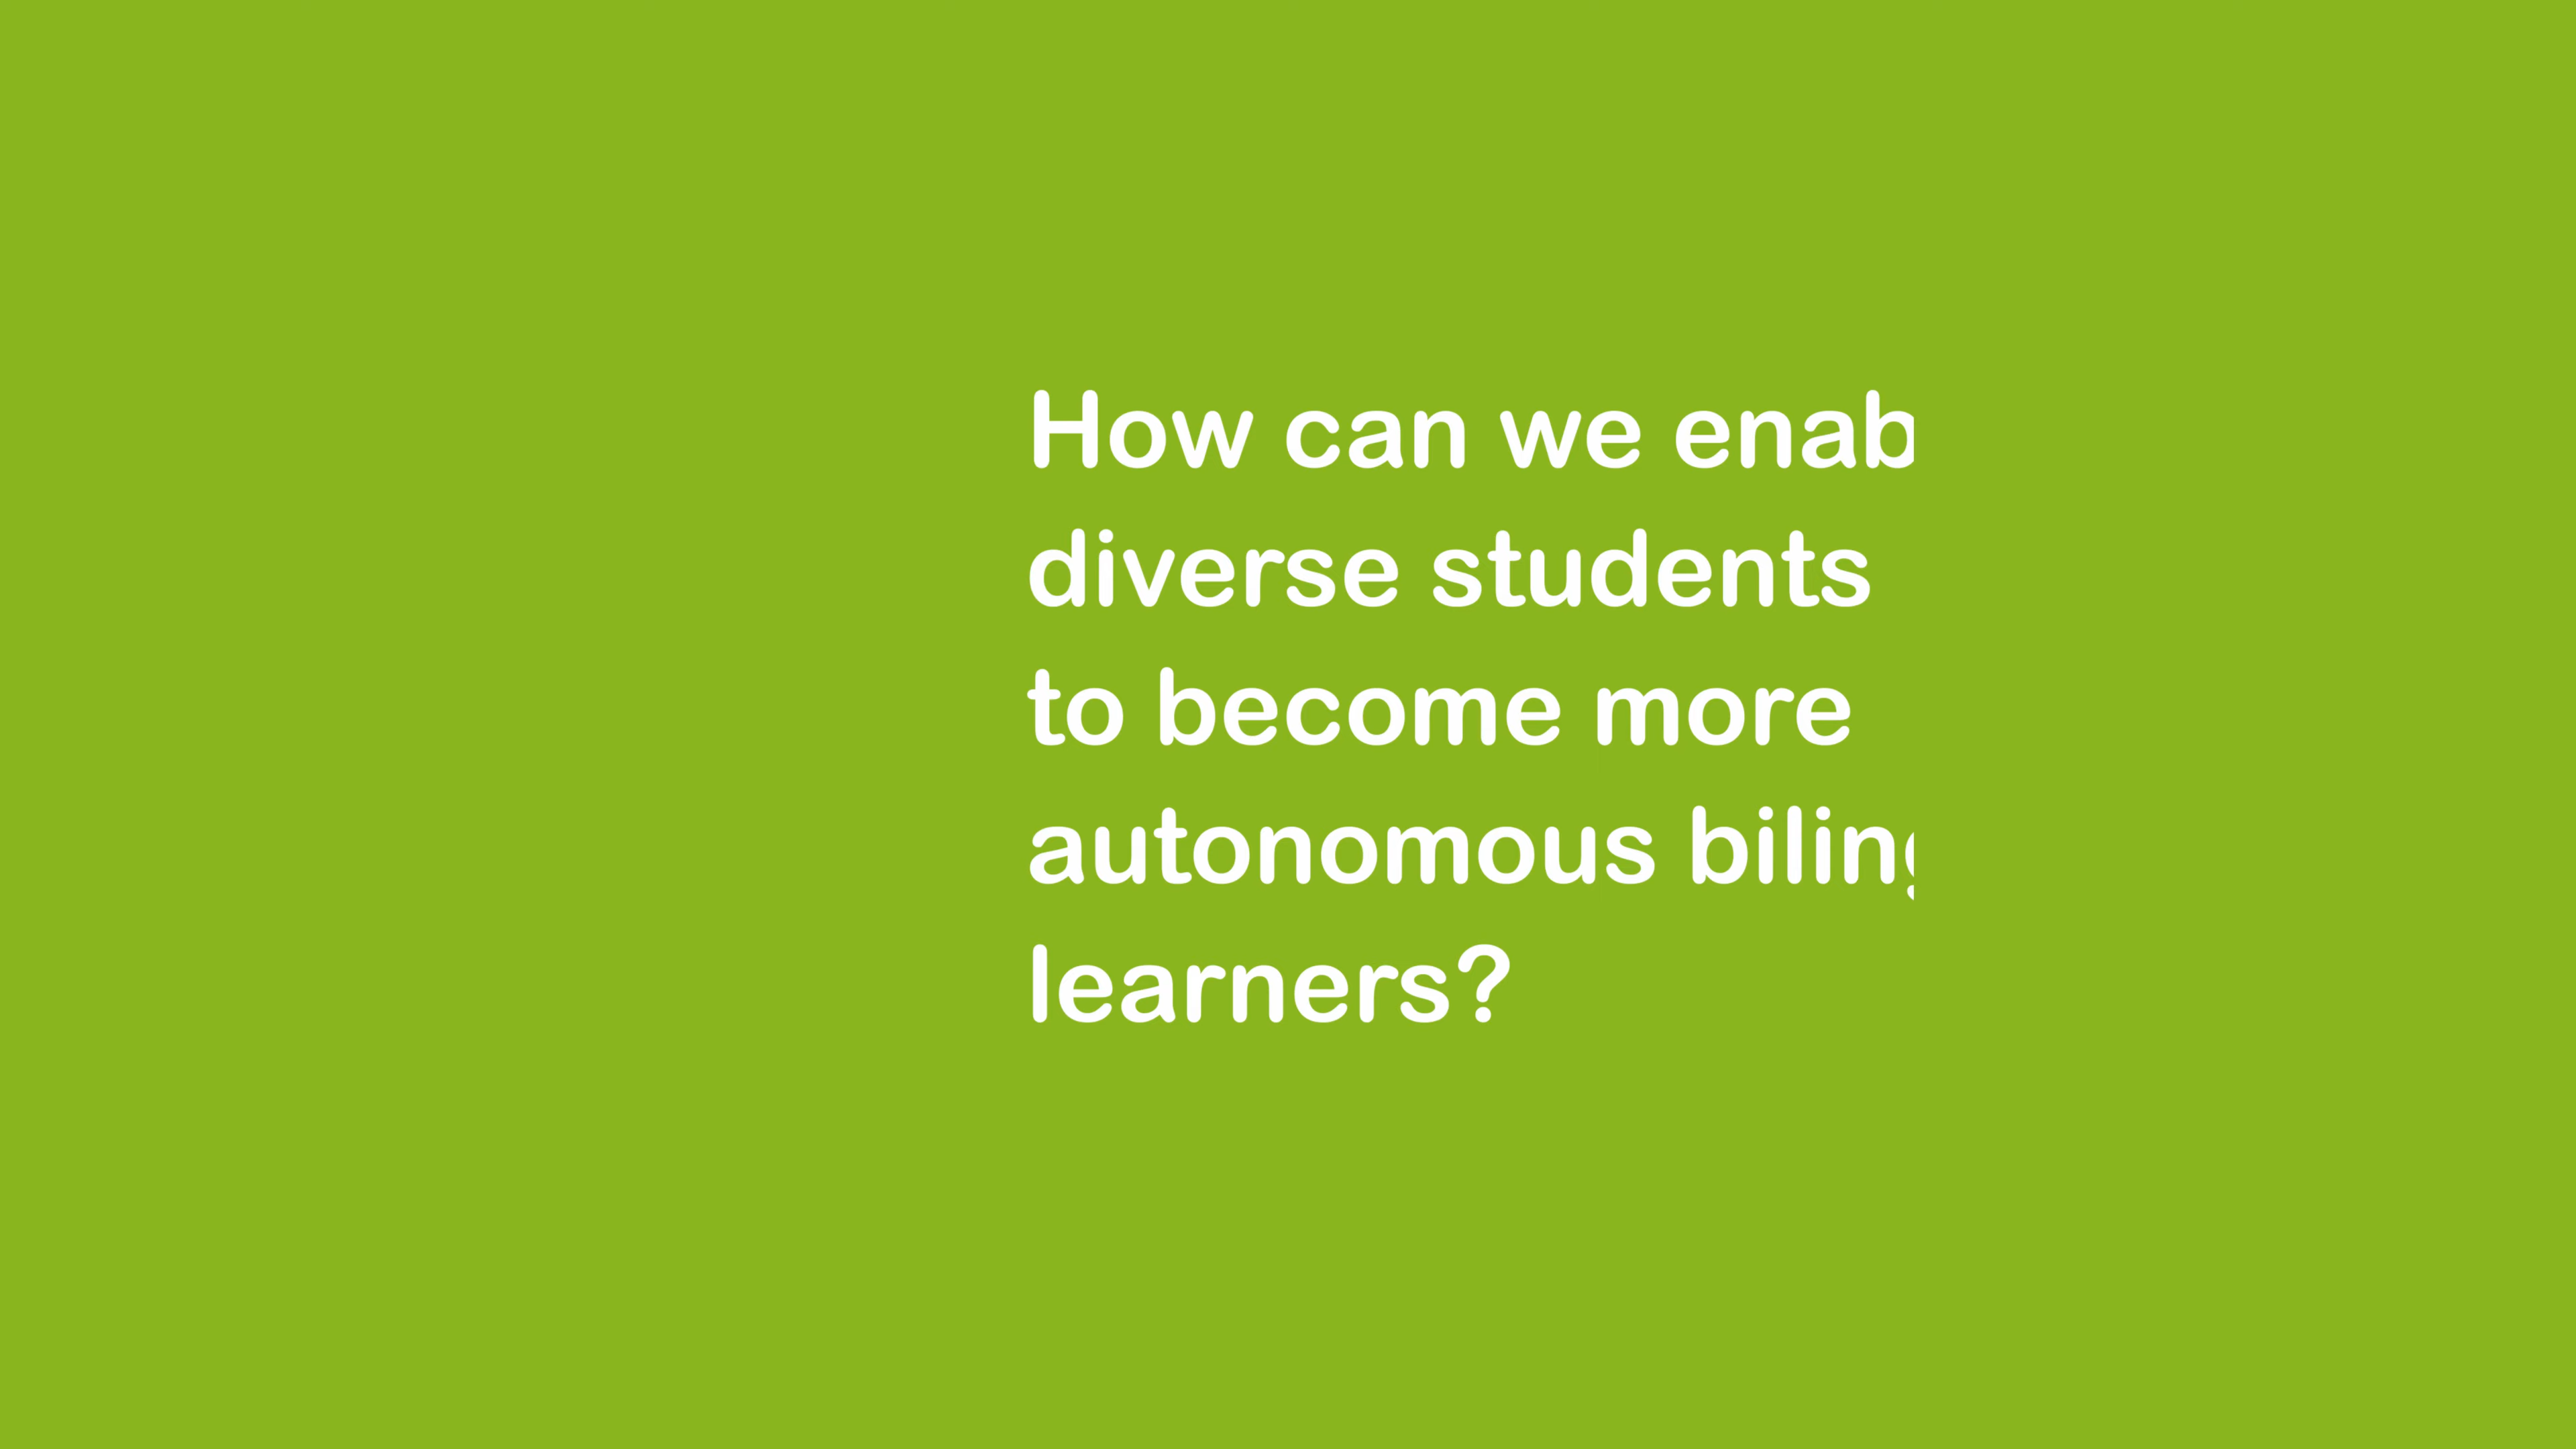 How can we enab
diverse students
to become more
autonomous bilin
learners?